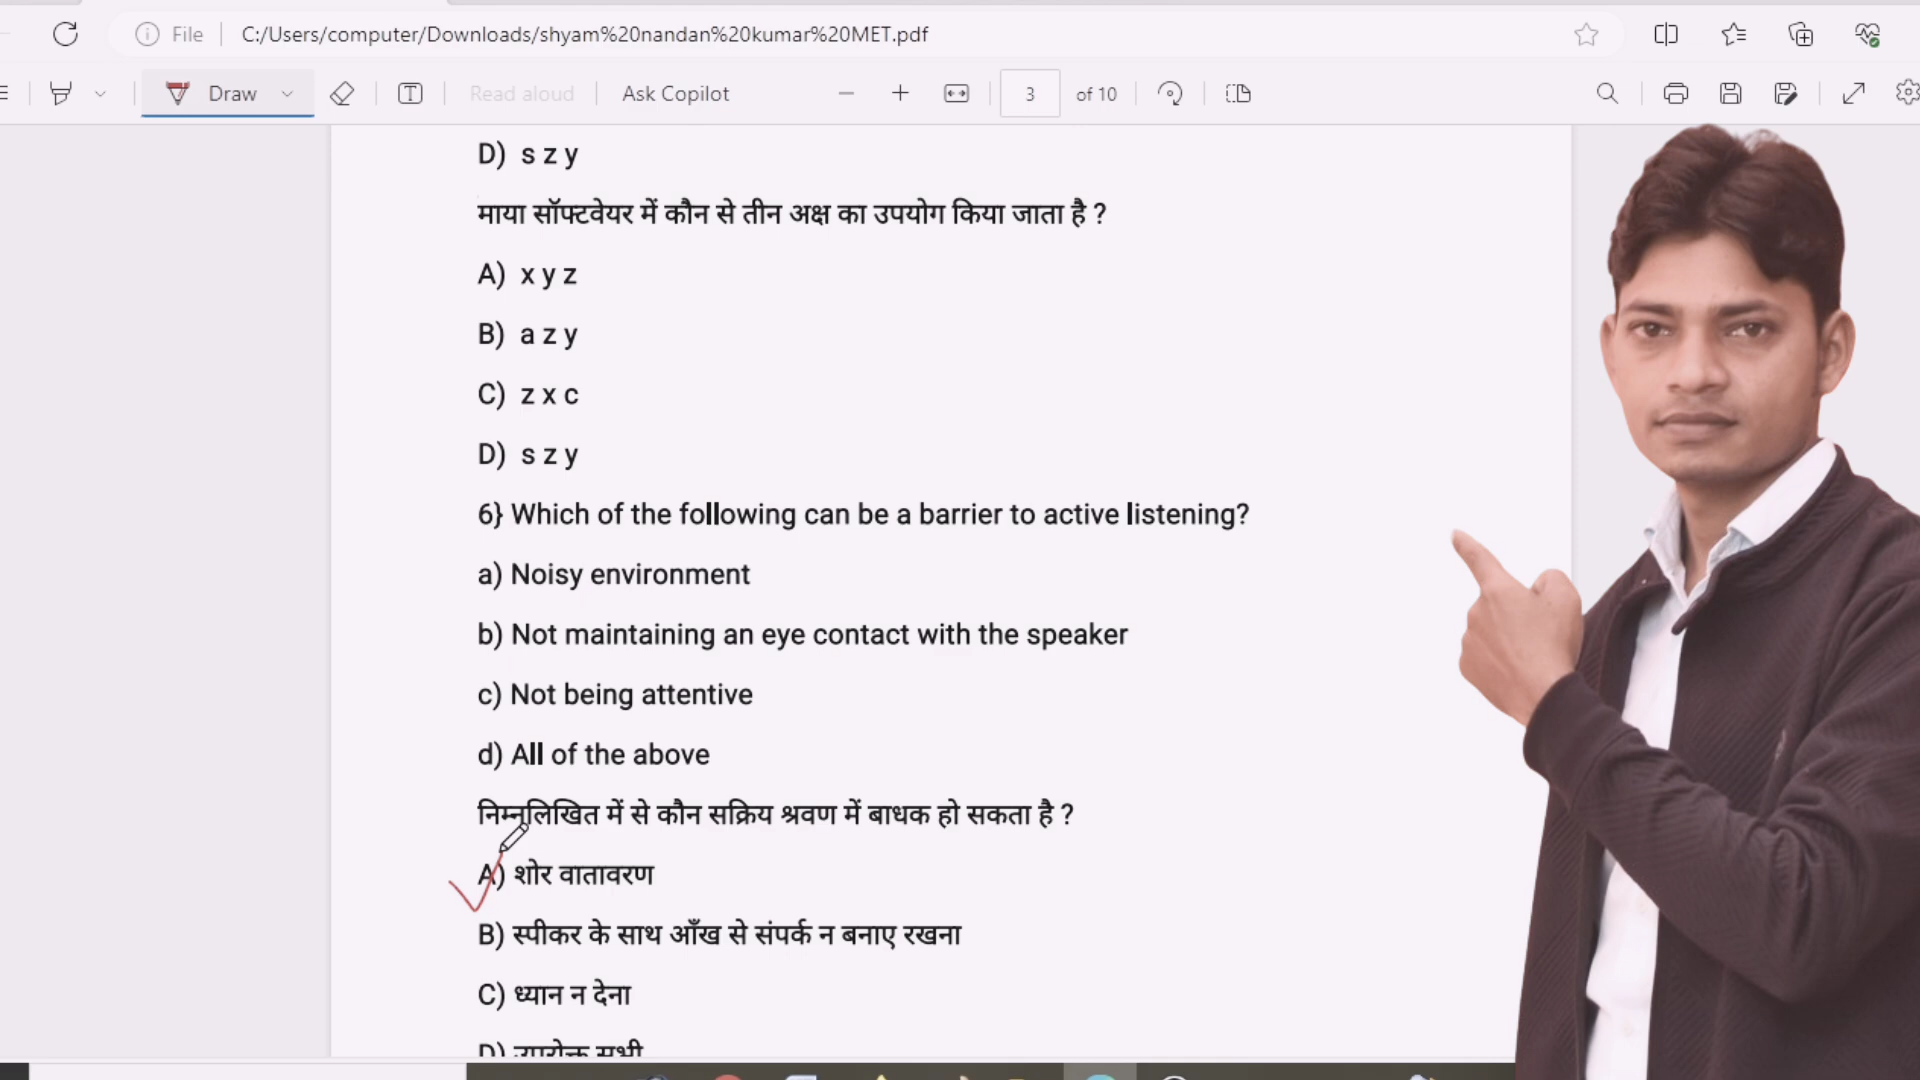 File
C:/Users/computer/Downloads/shyam%20nandan%20kumar%20MET.pdf
Draw
Read aloud
Ask Copilot
3
of 10
D) s z y
माया सॉफ्टवेयर में कौन से तीन अक्ष का उपयोग किया जाता है ?
A) x y z
B) a z y
C) z x c
D) s z y
6} Which of the following can be a barrier to active listening?
a) Noisy environment
b) Not maintaining an eye contact with the speaker
c) Not being attentive
d) All of the above
निम्नलिखित में से कौन सक्रिय श्रवण में बाधक हो सकता है ?
A) शोर वातावरण
B) स्पीकर के साथ आँख से संपर्क न बनाए रखना
C) ध्यान न देना
D) उपरोक्त सभी